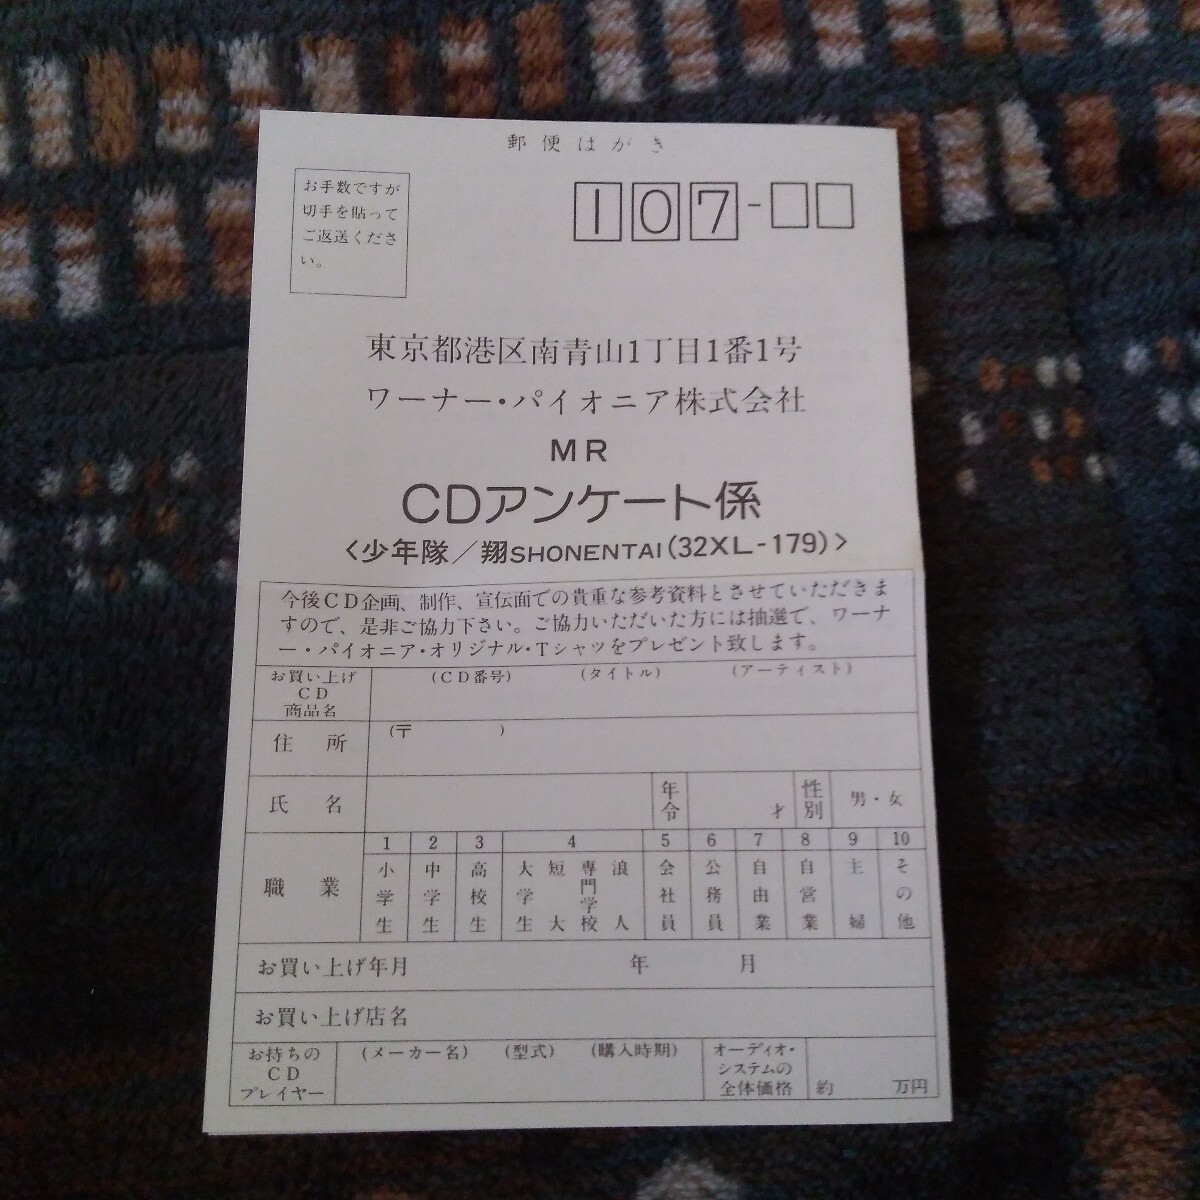 郵便はがき
お手数ですが
切手を貼って
ご返送くださ
い。
107-
東京都港区南青山1丁目1番1号
ワーナー・パイオニア株式会社
MR
CDアンケート係
<少年隊／翔SHONENTAI(32XL-179)>
今後CD企画、制作、宣伝面での貴重な参考資料とさせていただきま
すので、是非ご協力下さい。ご協力いただいた方には抽選で、ワーナ
ー・パイオニア・オリジナル・Tシャツをプレゼント致します。
お買い上げ
CD
商品名
(CD番号) (タイトル) (アーティスト)
住所
(〒 )
氏名
年令
才
性別
男・女
職業
1 2 3 4 5 6 7 8 9 10
小学生 中学生 高校生 大学生 短大 専門学校 浪人 会社員 公務員 自由業 自営業 主婦 その他
お買い上げ年月 年 月
お買い上げ店名
お持ちの
CD
プレイヤー
(メーカー名) (型式) (購入時期)
オーディオ・
システムの
全体価格
約 万円